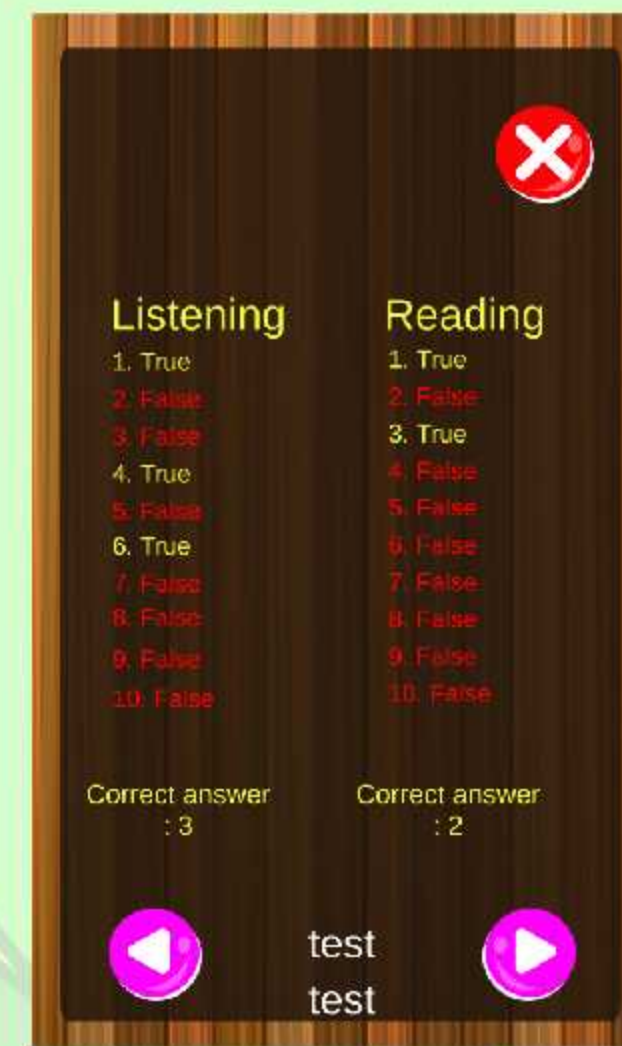 Listening
1. True
2. False
3. False
4. True
5. False
6. True
7. False
8. False
9. False
10. False
Correct answer
: 3
Reading
1. True
2. False
3. True
4. False
5. False
6. False
7. False
8. False
9. False
10. False
Correct answer
: 2
test
test